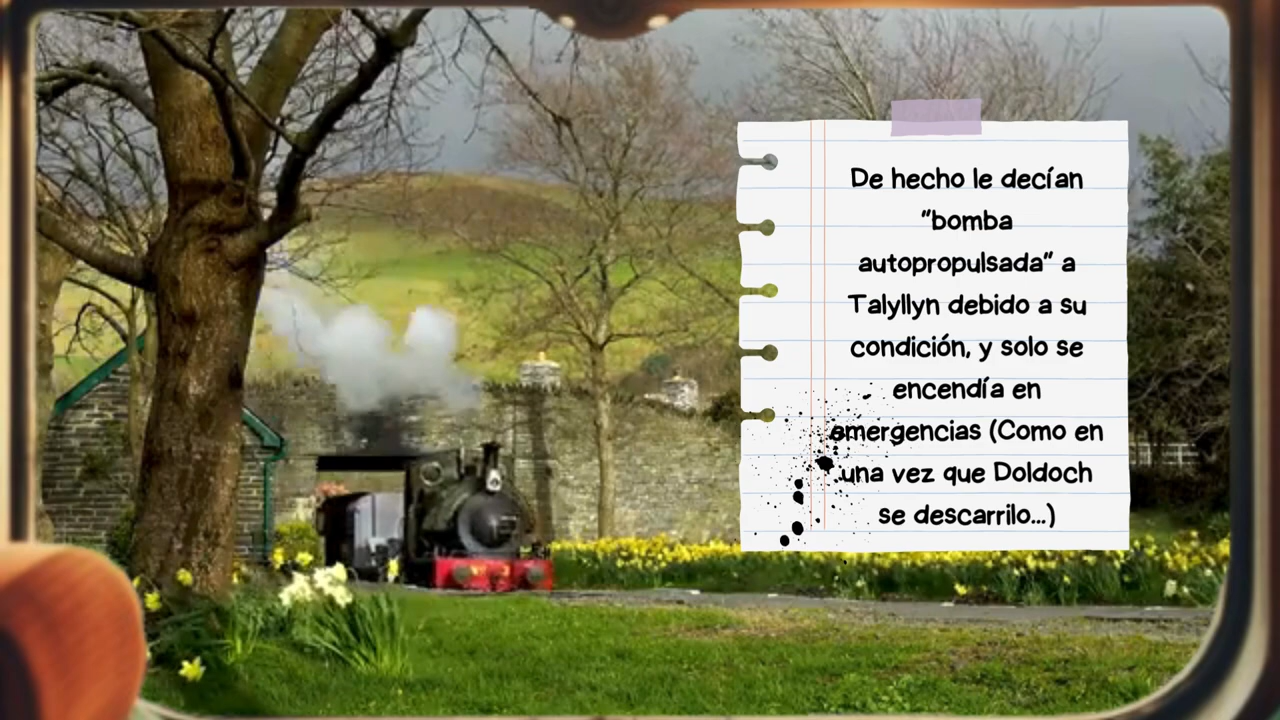 De hecho le decían
"bomba
autopropulsada" a
Talyllyn debido a su
condición, y solo se
encendía en
emergencias (Como en
una vez que Doldoch
se descarrilo...)